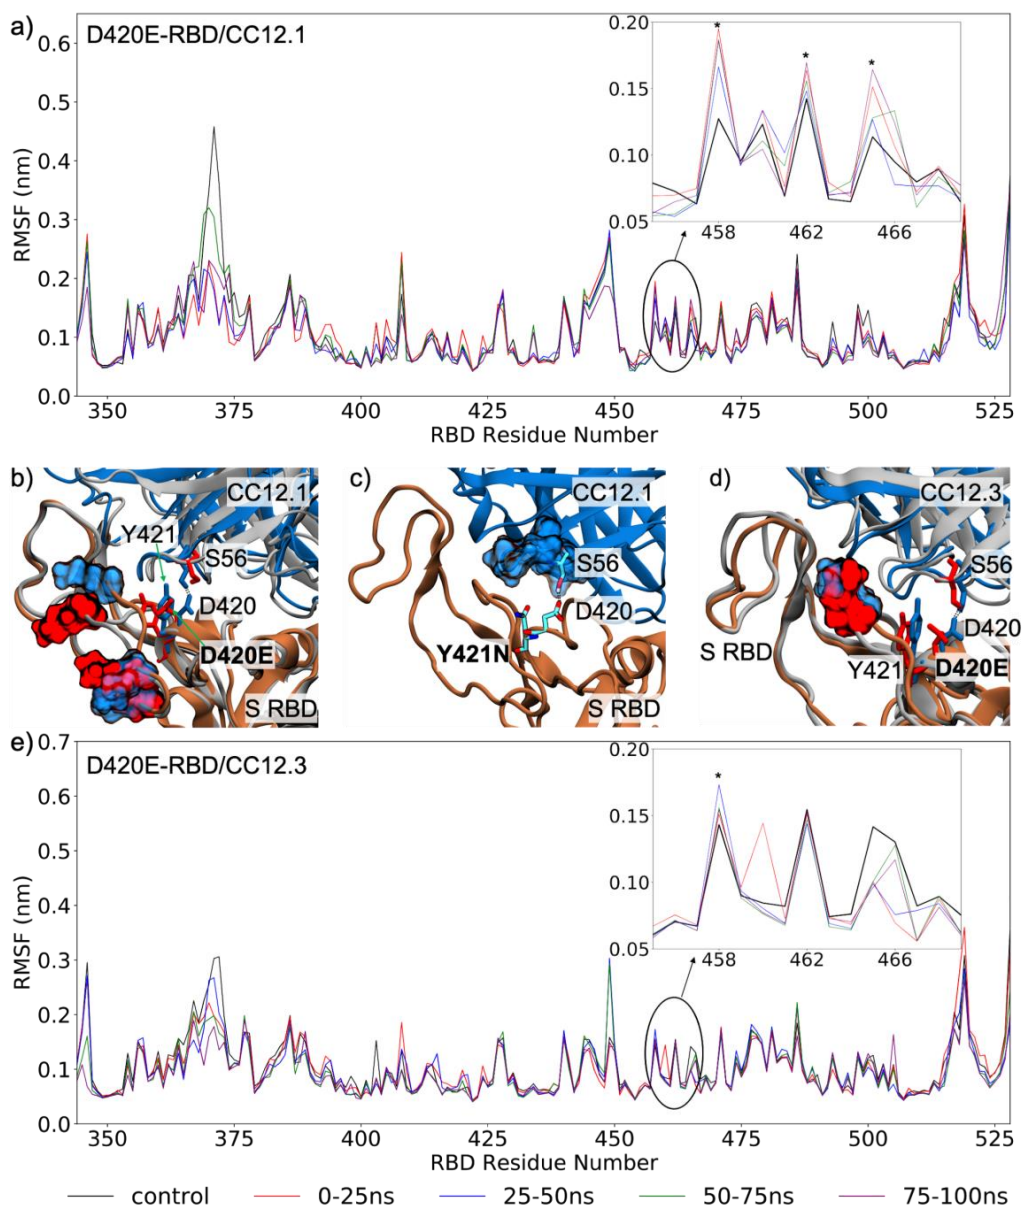 a)
D420E-RBD/CC12.1
RMSF (nm)
0.6
0.5
0.4
0.3
0.2
0.1
0.0
350 375 400 425 450 475 500 525
RBD Residue Number
0.20
0.15
0.10
0.05
* * *
458 462 466
b)
CC12.1
Y421
S56
D420
D420E
S RBD
c)
CC12.1
S56
D420
Y421N
S RBD
d)
CC12.3
S56
D420
S RBD
Y421
D420E
e)
D420E-RBD/CC12.3
RMSF (nm)
0.7
0.6
0.5
0.4
0.3
0.2
0.1
0.0
350 375 400 425 450 475 500 525
RBD Residue Number
0.20
0.15
0.10
0.05
*
458 462 466
control 0-25ns 25-50ns 50-75ns 75-100ns